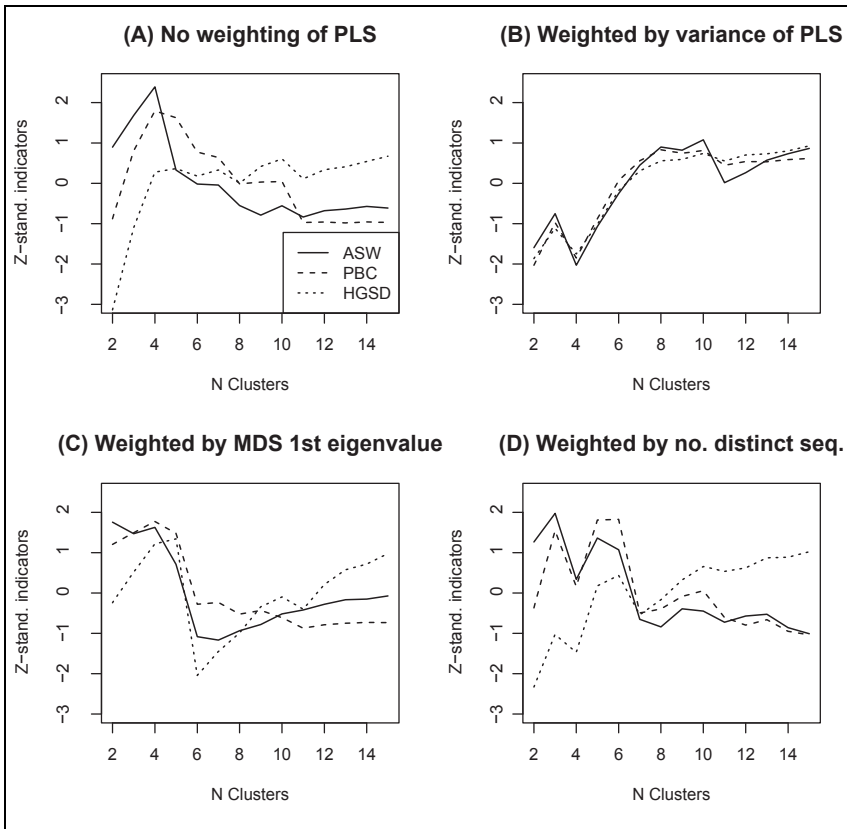 (A) No weighting of PLS
Z−stand. indicators
2
1
0
−1
−2
−3
ASW
PBC
HGSD
2 4 6 8 10 12 14
N Clusters
(B) Weighted by variance of PLS
Z−stand. indicators
2
1
0
−1
−2
−3
2 4 6 8 10 12 14
N Clusters
(C) Weighted by MDS 1st eigenvalue
Z−stand. indicators
2
1
0
−1
−2
−3
2 4 6 8 10 12 14
N Clusters
(D) Weighted by no. distinct seq.
Z−stand. indicators
2
1
0
−1
−2
−3
2 4 6 8 10 12 14
N Clusters